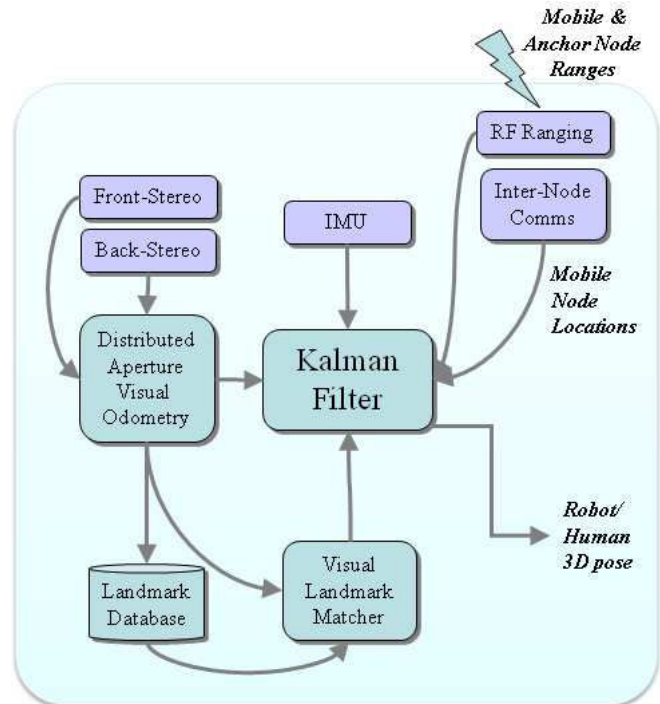 Mobile &
Anchor Node
Ranges
RF Ranging
Inter-Node
Comms
Mobile
Node
Locations
Front-Stereo
Back-Stereo
IMU
Distributed
Aperture
Visual
Odometry
Kalman
Filter
Robot/
Human
3D pose
Landmark
Database
Visual
Landmark
Matcher